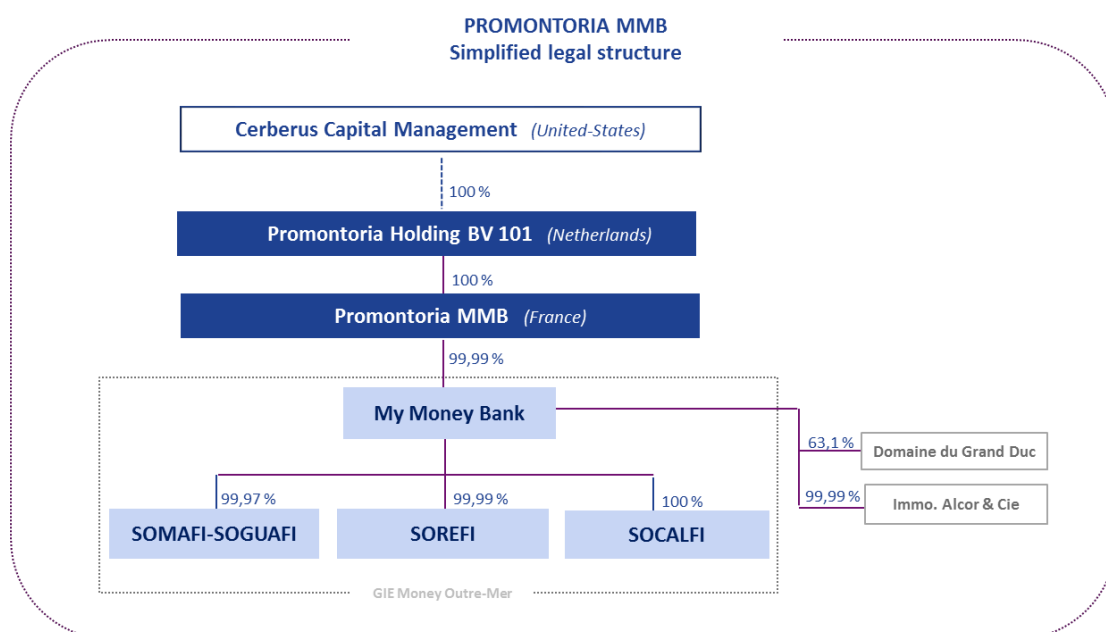 PROMONTORIA MMB
Simplified legal structure
Cerberus Capital Management (United-States)
100 %
Promontoria Holding BV 101 (Netherlands)
100 %
Promontoria MMB (France)
99,99 %
My Money Bank
63,1 %
Domaine du Grand Duc
99,99 %
Immo. Alcor & Cie
99,97 %
99,99 %
100 %
SOMAFI-SOGUAFI
SOREFI
SOCALFI
GIE Money Outre-Mer